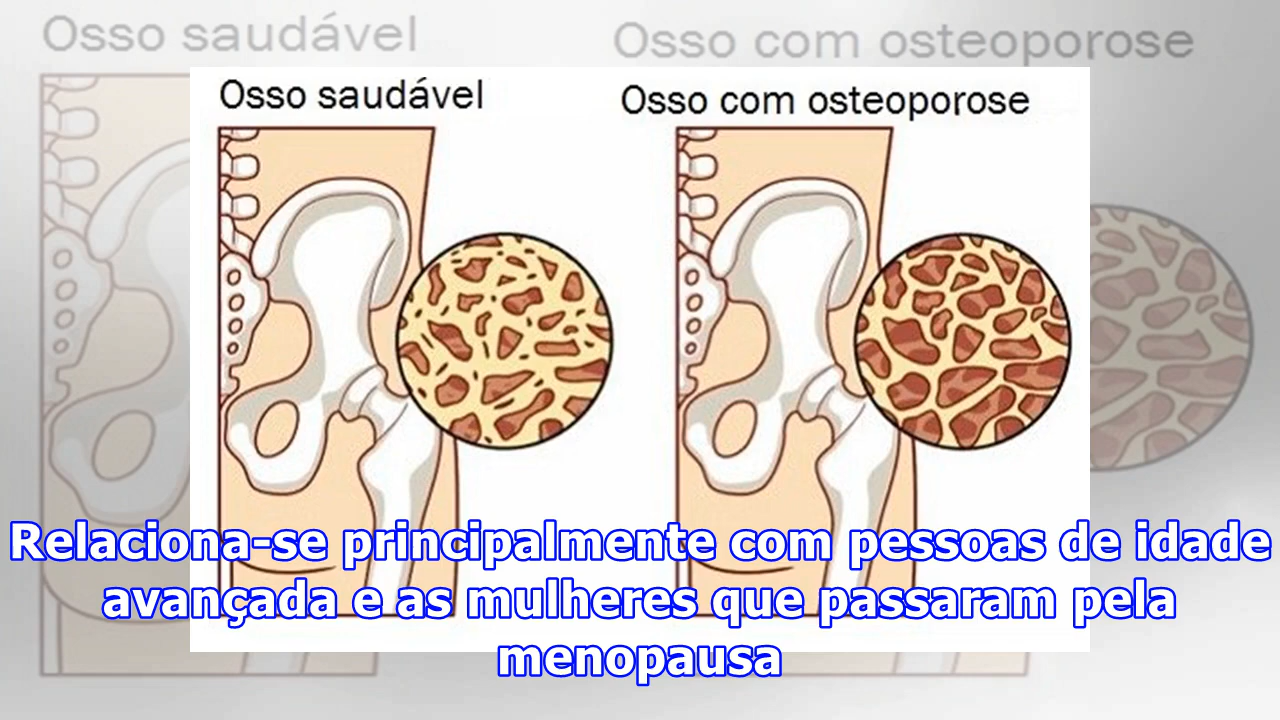 Osso saudável
Osso com osteoporose
Osso saudável
Osso com osteoporose
Relaciona-se principalmente com pessoas de idade
avançada e as mulheres que passaram pela
menopausa